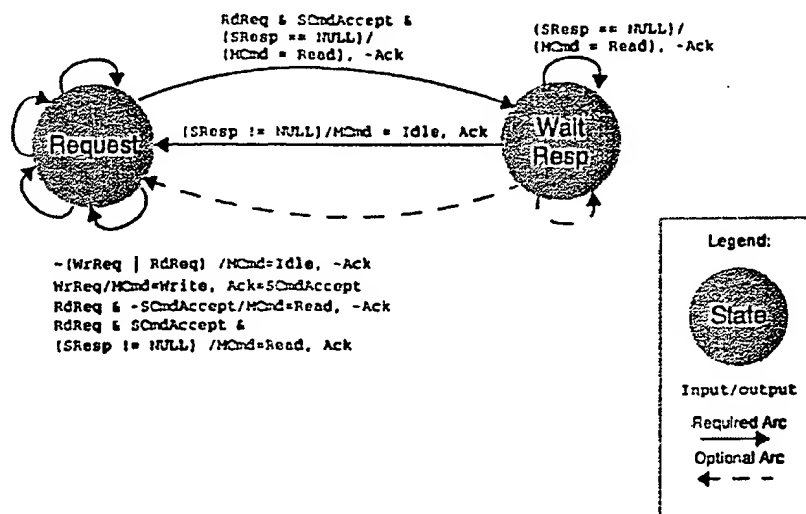 RdReq & SCmdAccept &
(SResp == NULL)/
(MCmd = Read), ~Ack
(SResp == NULL)/
(MCmd = Read), ~Ack
Request
(SResp != NULL)/MCmd = Idle, Ack
Wait
Resp
~(WrReq | RdReq) /MCmd=Idle, ~Ack
WrReq/MCmd=Write, Ack=SCmdAccept
RdReq & ~SCmdAccept/MCmd=Read, ~Ack
RdReq & SCmdAccept &
(SResp != NULL) /MCmd=Read, Ack
Legend:
State
Input/output
Required Arc
Optional Arc